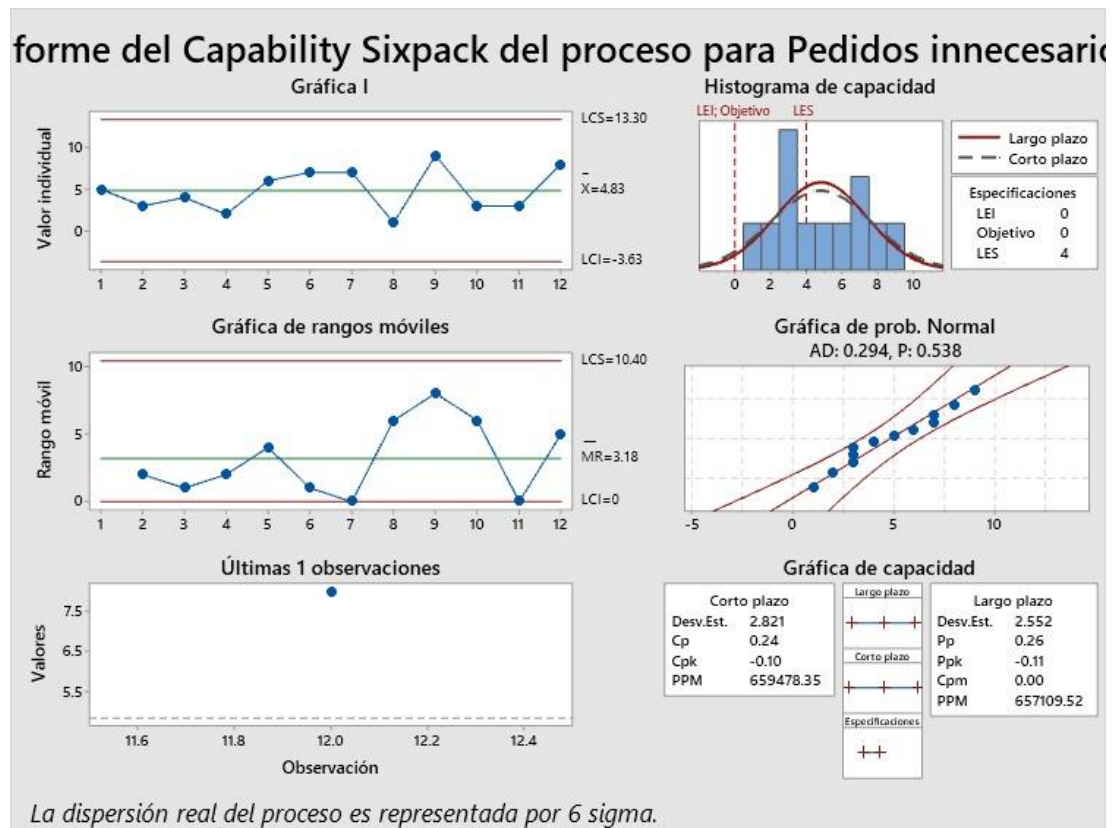 forme del Capability Sixpack del proceso para Pedidos innecesario
Gráfica I
Valor individual
10
5
0
LCS=13.30
_
X=4.83
LCI=-3.63
1 2 3 4 5 6 7 8 9 10 11 12
Histograma de capacidad
LEI; Objetivo LES
0 2 4 6 8 10
Largo plazo
Corto plazo
Especificaciones
LEI 0
Objetivo 0
LES 4
Gráfica de rangos móviles
Rango móvil
10
5
0
LCS=10.40
__
MR=3.18
LCI=0
1 2 3 4 5 6 7 8 9 10 11 12
Gráfica de prob. Normal
AD: 0.294, P: 0.538
-5 0 5 10
Últimas 1 observaciones
Valores
7.5
6.5
5.5
11.6 11.8 12.0 12.2 12.4
Observación
Gráfica de capacidad
Corto plazo
Desv.Est. 2.821
Cp 0.24
Cpk -0.10
PPM 659478.35
Largo plazo
Corto plazo
Especificaciones
Largo plazo
Desv.Est. 2.552
Pp 0.26
Ppk -0.11
Cpm 0.00
PPM 657109.52
La dispersión real del proceso es representada por 6 sigma.